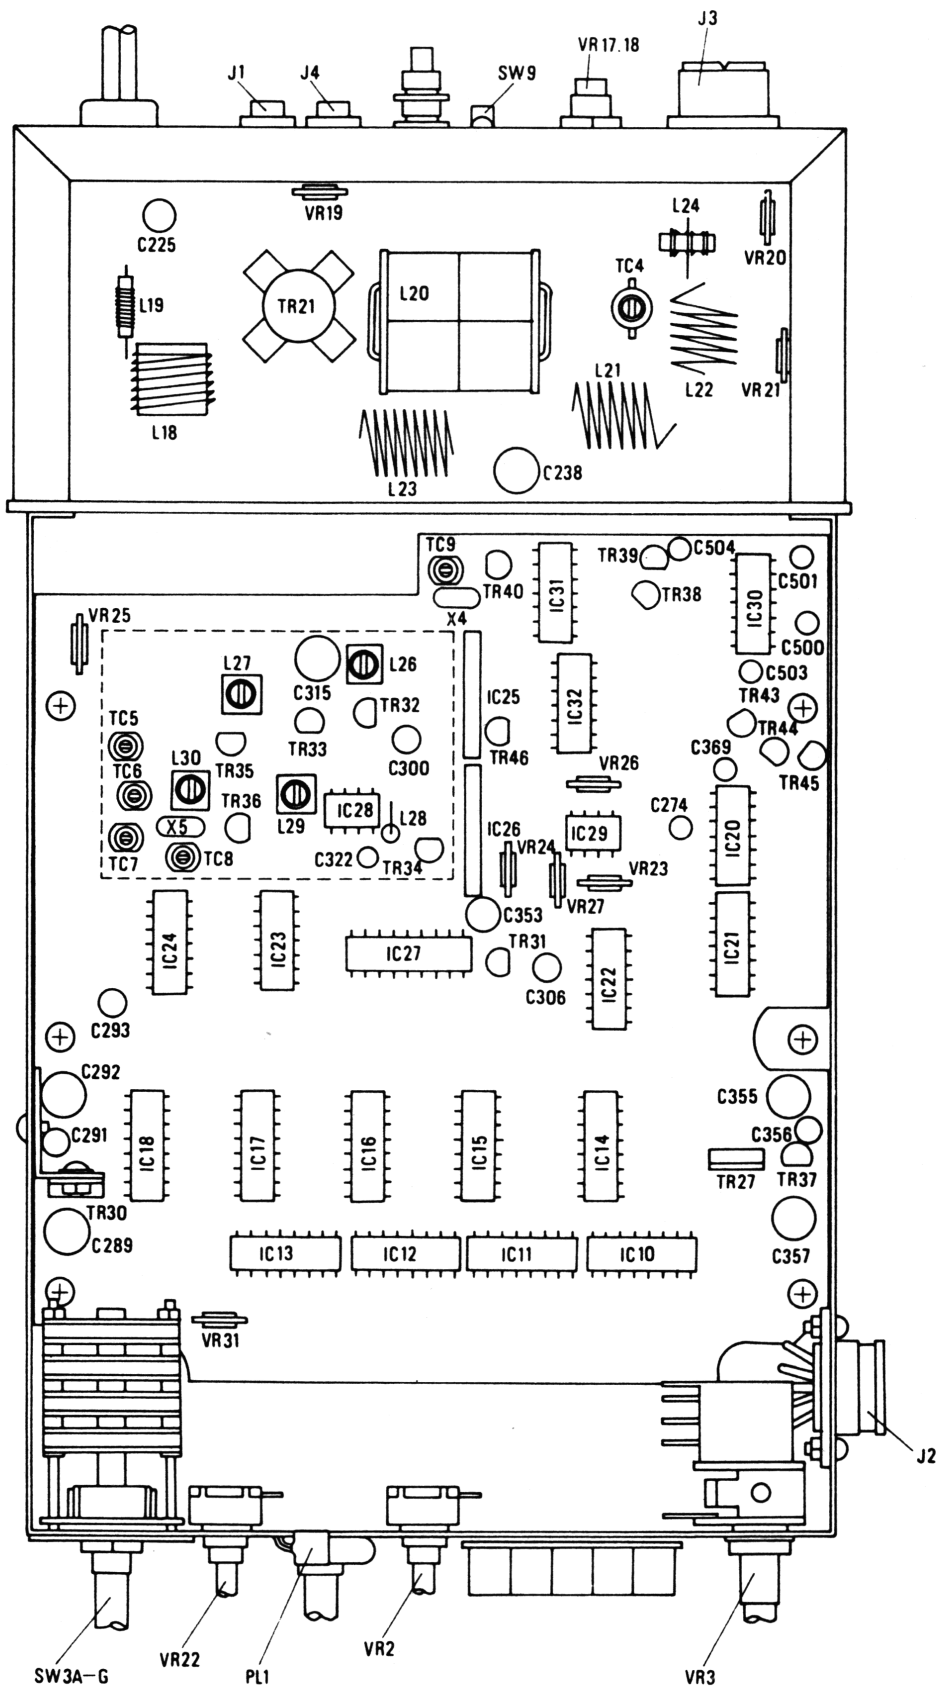 J3
VR17.18
J1
J4
SW9
VR19
L24
C225
VR20
TC4
L19
L20
TR21
L21
VR21
L22
L18
L23
C238
TC9
TR39
C504
C501
TR40
IC31
TR38
IC30
VR25
X4
C500
L27
L26
C315
IC25
IC32
C503
TR32
TR43
TC5
TR33
TR44
TR35
C300
TR46
C369
TR45
TC6
L30
VR26
TR36
L29
IC28
L28
C274
X5
IC26
IC29
IC20
VR24
TC7
TC8
C322
TR34
VR23
VR27
C353
IC24
IC23
IC27
TR31
IC22
IC21
C306
C293
C292
C355
C291
C356
IC18
IC17
IC16
IC15
IC14
TR27
TR37
TR30
C289
IC13
IC12
IC11
IC10
C357
VR31
J2
VR22
VR2
SW3A-G
PL1
VR3